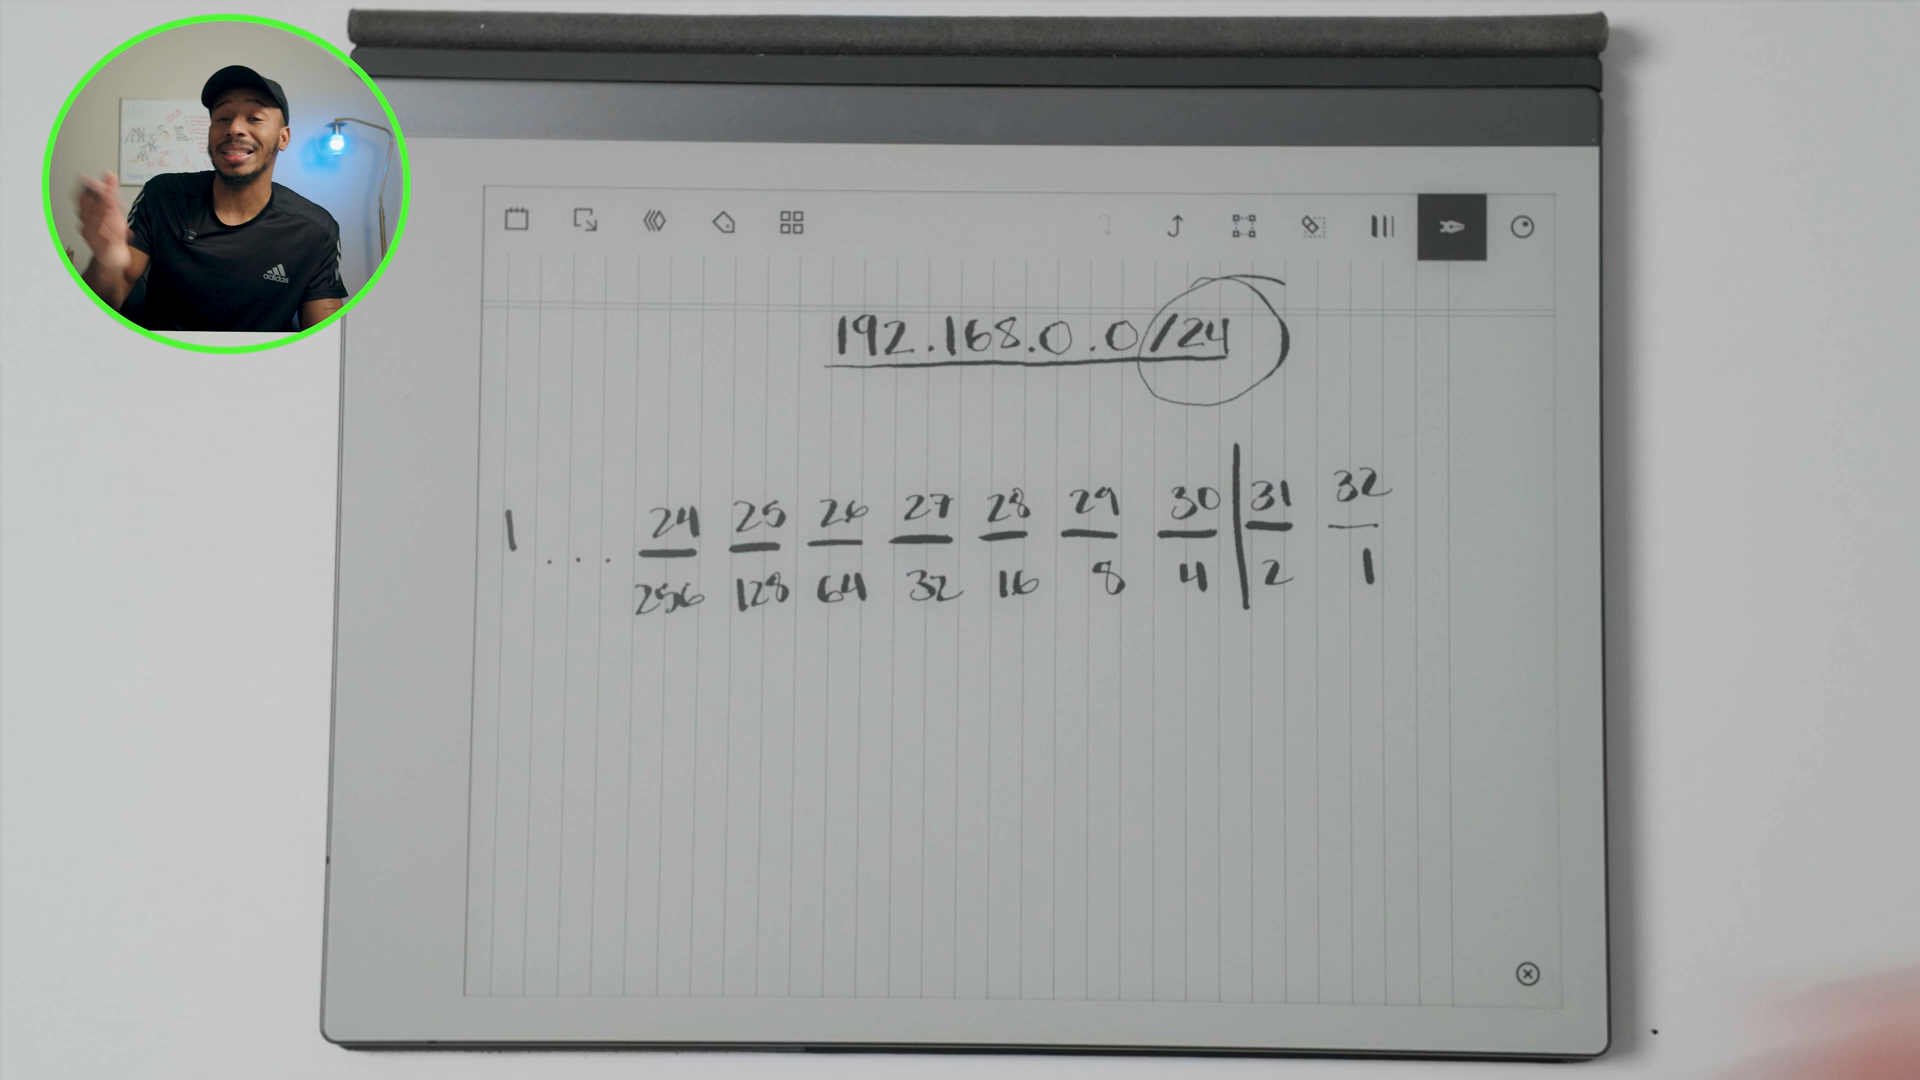 adidas
192.168.0.0/24
1 ... 24 25 26 27 28 29 30 31 32
256 128 64 32 16 8 4 2 1